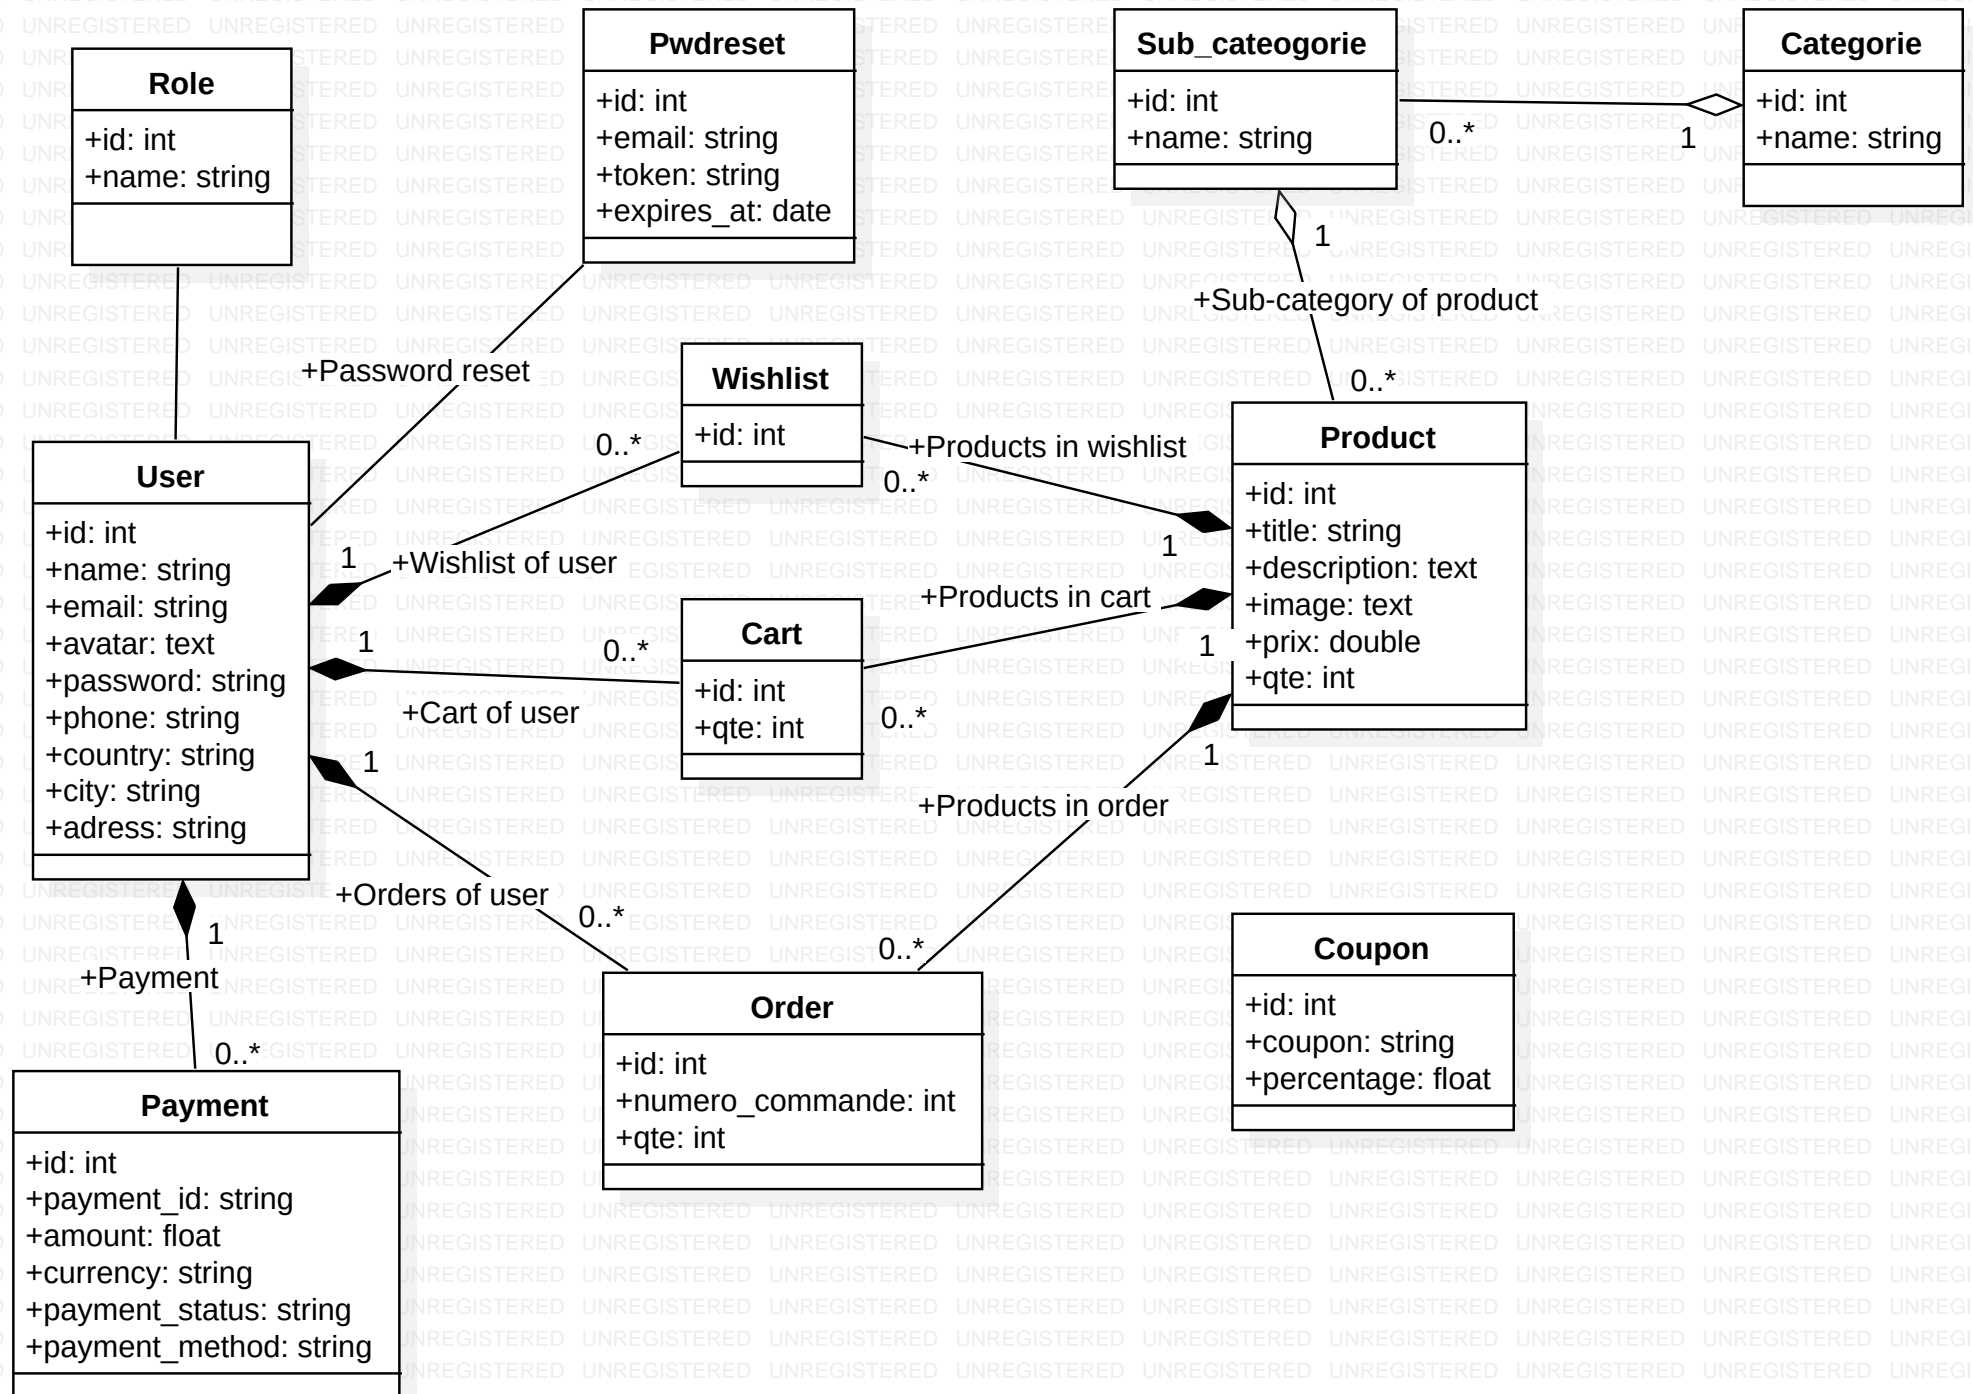 Role
+id: int
+name: string
Pwdreset
+id: int
+email: string
+token: string
+expires_at: date
Sub_cateogorie
+id: int
+name: string
0..*
1
Categorie
+id: int
+name: string
1
+Sub-category of product
0..*
+Password reset
Wishlist
+id: int
0..*
+Products in wishlist
0..*
1
Product
+id: int
+title: string
+description: text
+image: text
+prix: double
+qte: int
User
+id: int
+name: string
+email: string
+avatar: text
+password: string
+phone: string
+country: string
+city: string
+adress: string
1
+Wishlist of user
1
0..*
+Cart of user
Cart
+id: int
+qte: int
+Products in cart
1
0..*
1
+Orders of user
0..*
1
+Products in order
0..*
1
+Payment
0..*
Order
+id: int
+numero_commande: int
+qte: int
Coupon
+id: int
+coupon: string
+percentage: float
Payment
+id: int
+payment_id: string
+amount: float
+currency: string
+payment_status: string
+payment_method: string
UNREGISTERED